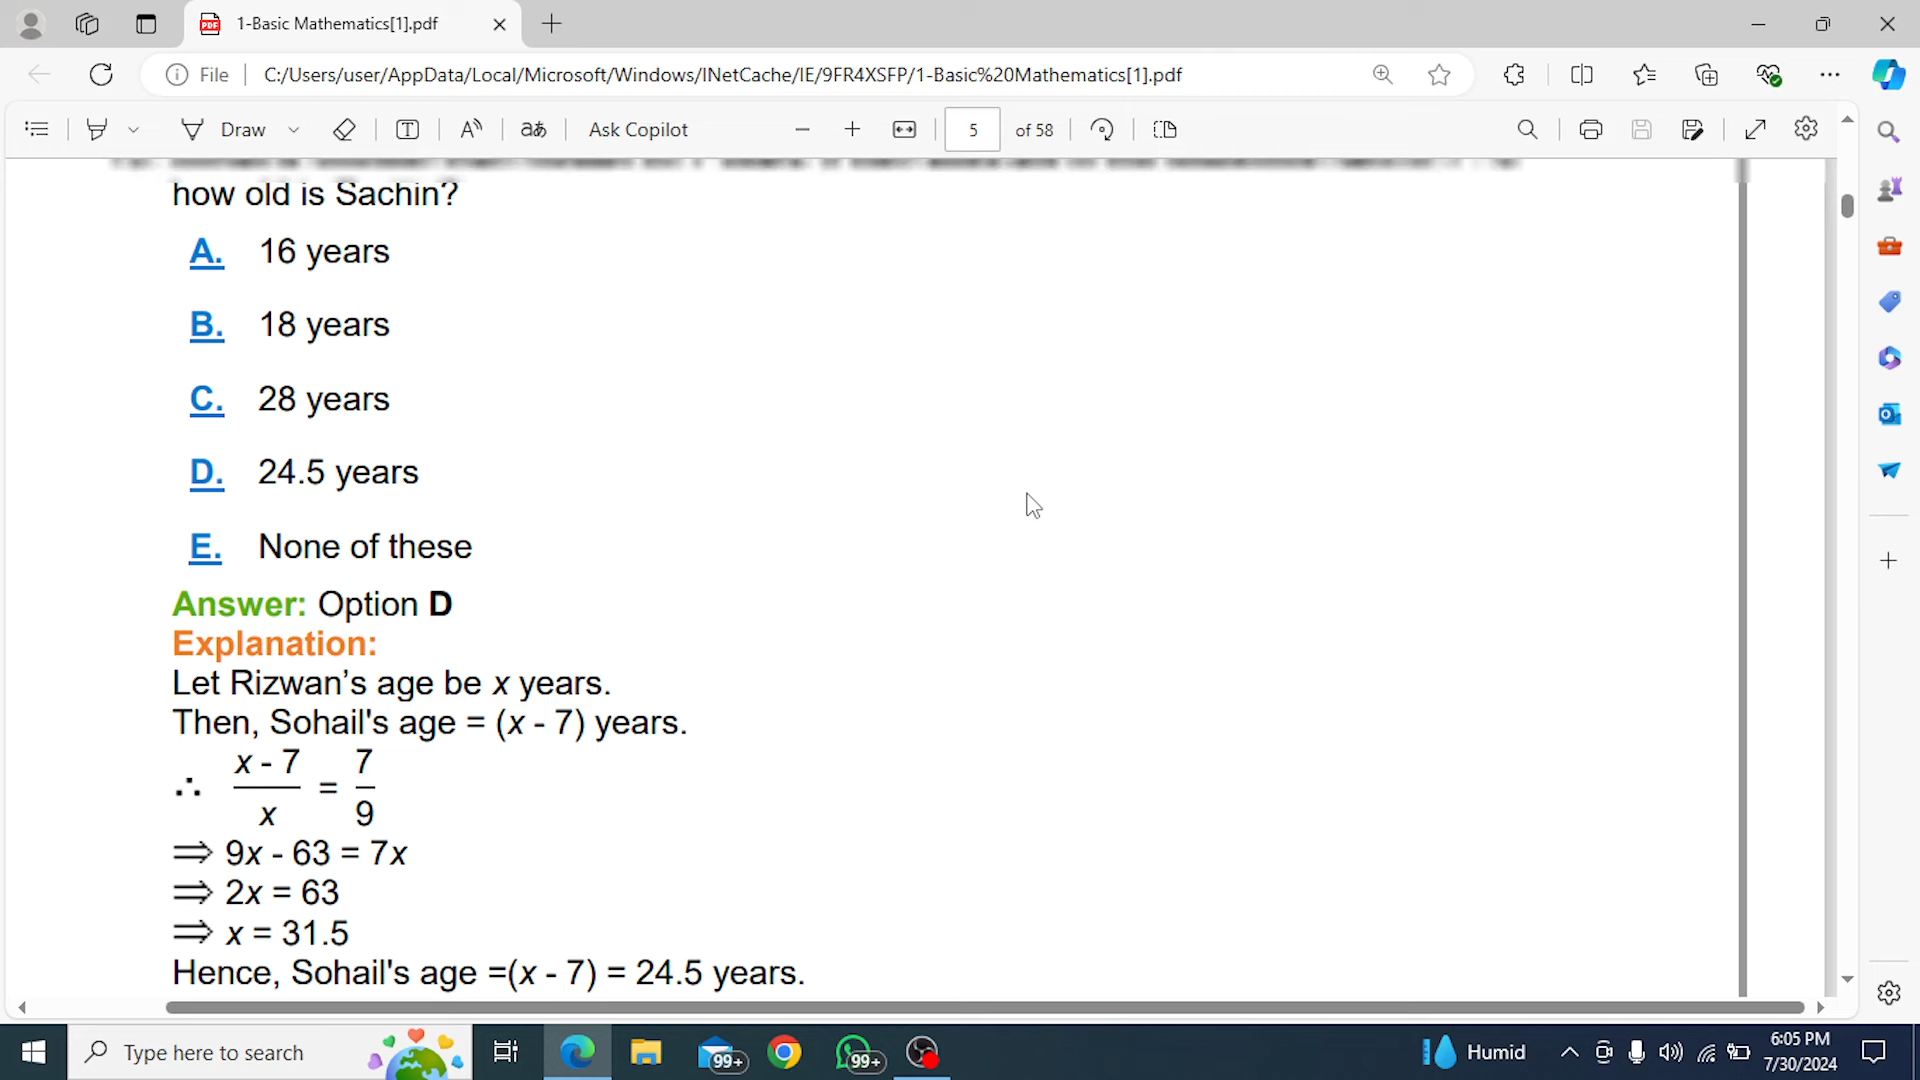 1-Basic Mathematics[1].pdf
File
C:/Users/user/AppData/Local/Microsoft/Windows/INetCache/IE/9FR4XSFP/1-Basic%20Mathematics[1].pdf
Draw
Ask Copilot
5 of 58
how old is Sachin?
A. 16 years
B. 18 years
C. 28 years
D. 24.5 years
E. None of these
Answer: Option D
Explanation:
Let Rizwan’s age be x years.
Then, Sohail's age = (x - 7) years.
∴ (x - 7)/x = 7/9
⟹ 9x - 63 = 7x
⟹ 2x = 63
⟹ x = 31.5
Hence, Sohail's age =(x - 7) = 24.5 years.
Type here to search
99+
99+
Humid
6:05 PM
7/30/2024